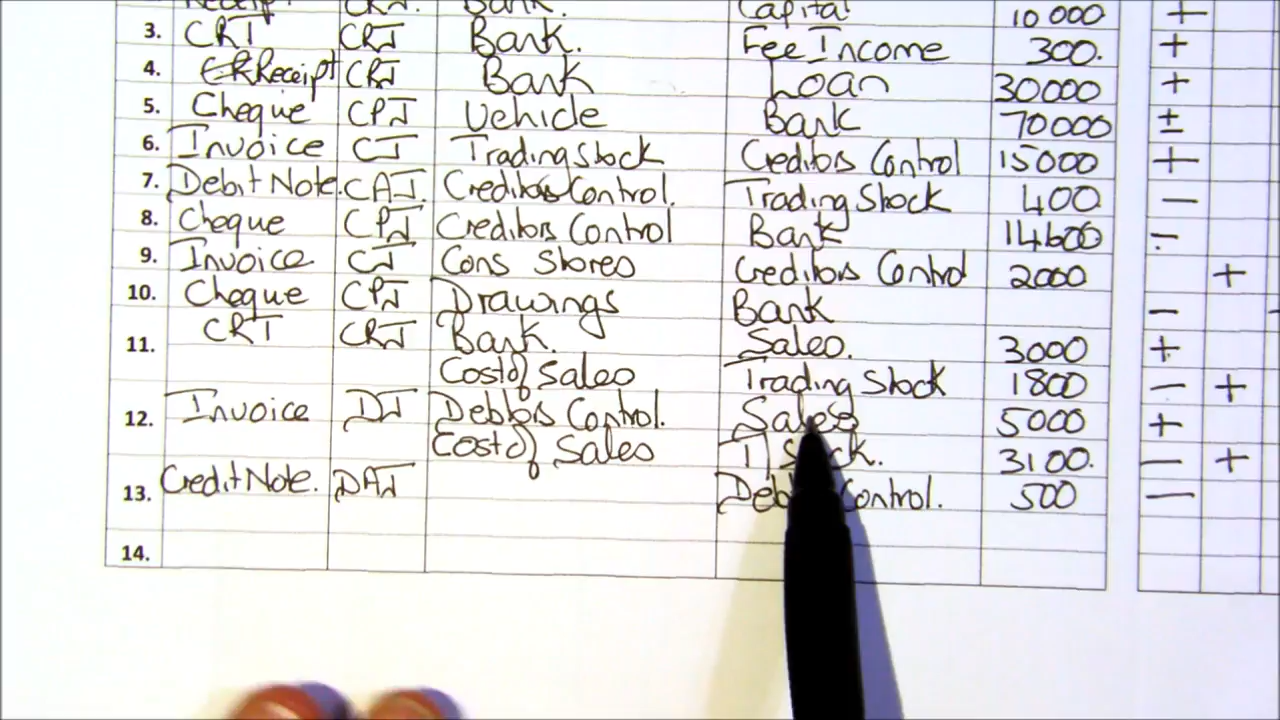 Receipt CRJ. Bank. Capital 10 000 +
3. CRT CRJ Bank. Fee Income 300. +
4. Receipt CRJ Bank Loan 30000 +
5. Cheque CPJ Vehicle Bank 70000 ±
6. Invoice CJ Trading Stock Creditors Control 15000 +
7. Debit Note. CAJ. Creditors Control. Trading Stock 400 −
8. Cheque CPJ Creditors Control Bank 14600 −
9. Invoice CJ Cons Stores Creditors Control 2000 +
10. Cheque CPJ Drawings Bank −
11. CRT CRJ Bank. Sales. 3000 +
Cost of Sales Trading Stock 1800 − +
12. Invoice DJ Debtors Control. Sales 5000 +
Cost of Sales 3100. − +
13. Credit Note. DAJ Control. 500 −
14.